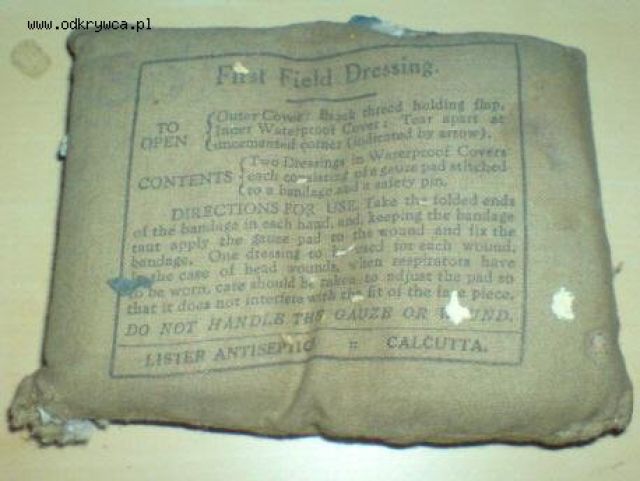 www.odkrywca.pl
First Field Dressing.
TO OPEN { Outer Cover: Break thread holding flap.
Inner Waterproof Cover: Tear apart at
uncemented corner (indicated by arrow).
CONTENTS { Two Dressings in Waterproof Covers
each consisting of a gauze pad stitched
to a bandage and a safety pin.
DIRECTIONS FOR USE. Take the folded ends
of the bandage in each hand, and, keeping the bandage
taut apply the gauze pad to the wound and fix the
bandage. One dressing to be used for each wound.
In the case of head wounds, when respirators have
to be worn, care should be taken to adjust the pad so
that it does not interfere with the fit of the face piece.
DO NOT HANDLE THE GAUZE OR WOUND.
LISTER ANTISEPTIC :: CALCUTTA.